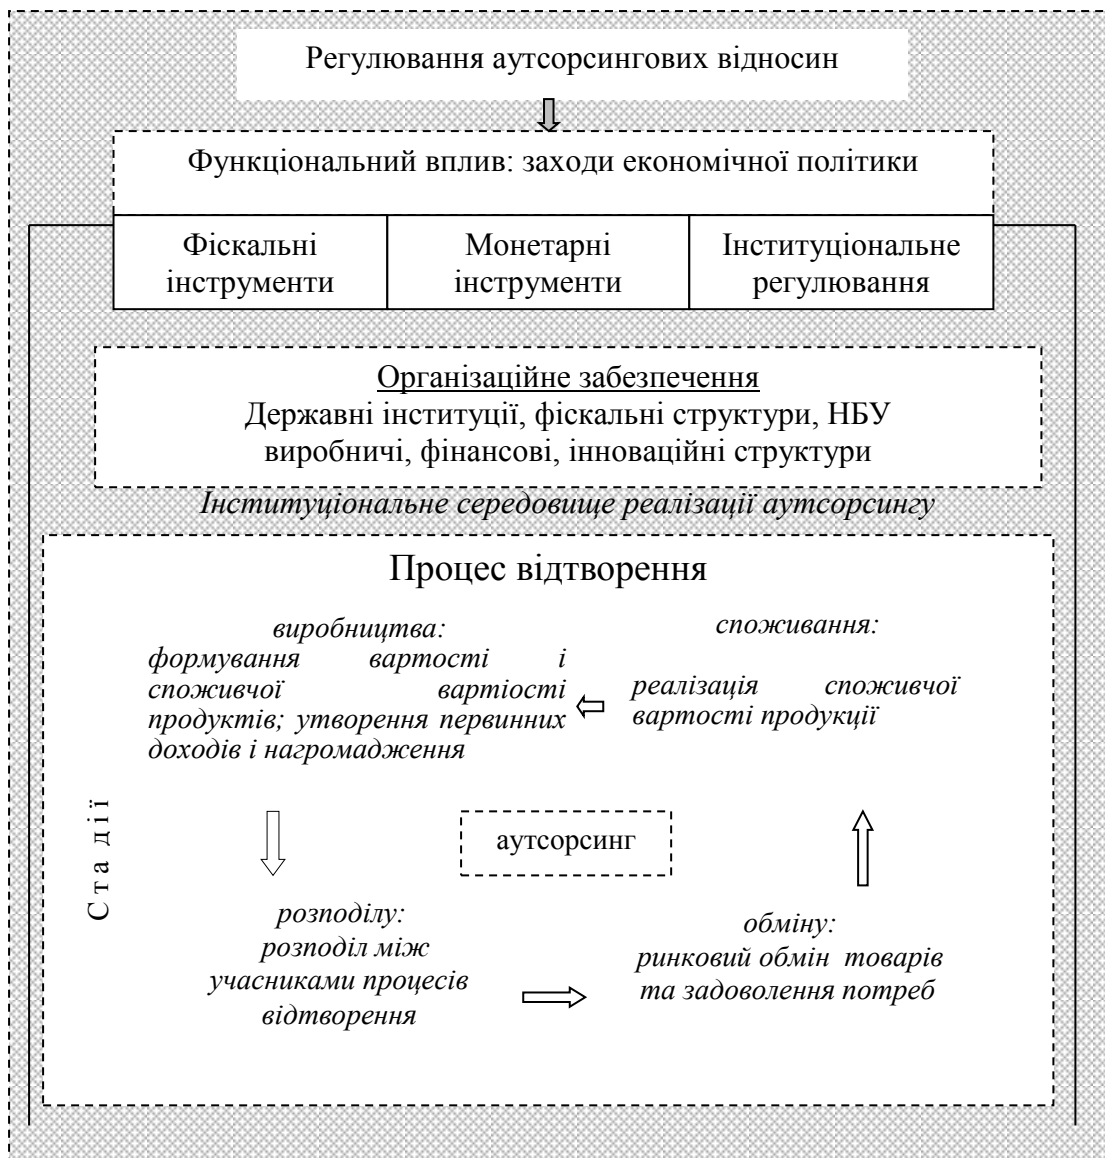 Регулювання аутсорсингових відносин
Функціональний вплив: заходи економічної політики
Фіскальні
інструменти
Монетарні
інструменти
Інституціональне
регулювання
Організаційне забезпечення
Державні інституції, фіскальні структури, НБУ
виробничі, фінансові, інноваційні структури
Інституціональне середовище реалізації аутсорсингу
Процес відтворення
виробництва:
формування вартості і
споживчої вартіості
продуктів; утворення первинних
доходів і нагромадження
споживання:
реалізація споживчої
вартості продукції
Ста дії
аутсорсинг
розподілу:
розподіл між
учасниками процесів
відтворення
обміну:
ринковий обмін товарів
та задоволення потреб